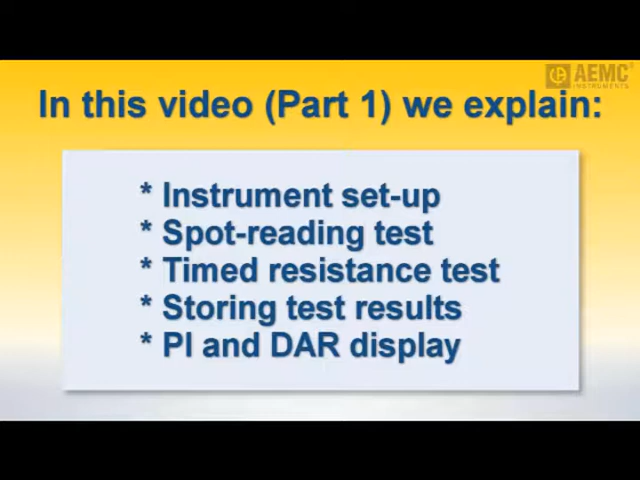 AEMC
INSTRUMENTS
In this video (Part 1) we explain:
* Instrument set-up
* Spot-reading test
* Timed resistance test
* Storing test results
* PI and DAR display